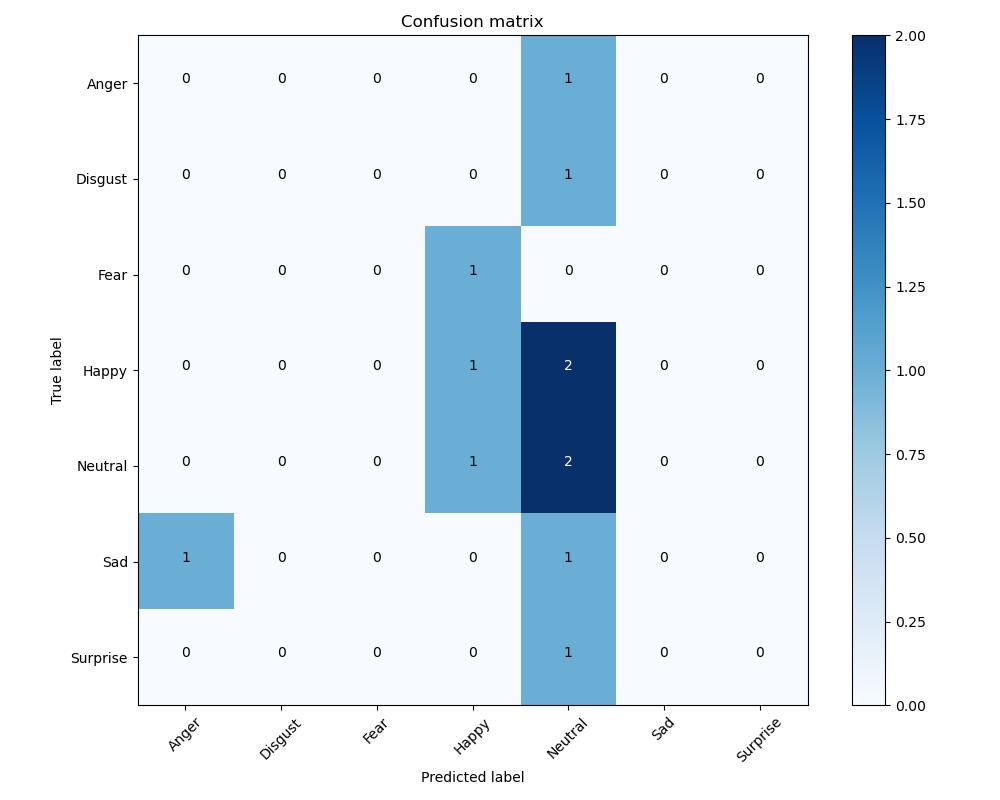 Confusion matrix
Anger 0 0 0 0 1 0 0
Disgust 0 0 0 0 1 0 0
Fear 0 0 0 1 0 0 0
Happy 0 0 0 1 2 0 0
Neutral 0 0 0 1 2 0 0
Sad 1 0 0 0 1 0 0
Surprise 0 0 0 0 1 0 0
True label
Anger Disgust Fear Happy Neutral Sad Surprise
Predicted label
2.00
1.75
1.50
1.25
1.00
0.75
0.50
0.25
0.00